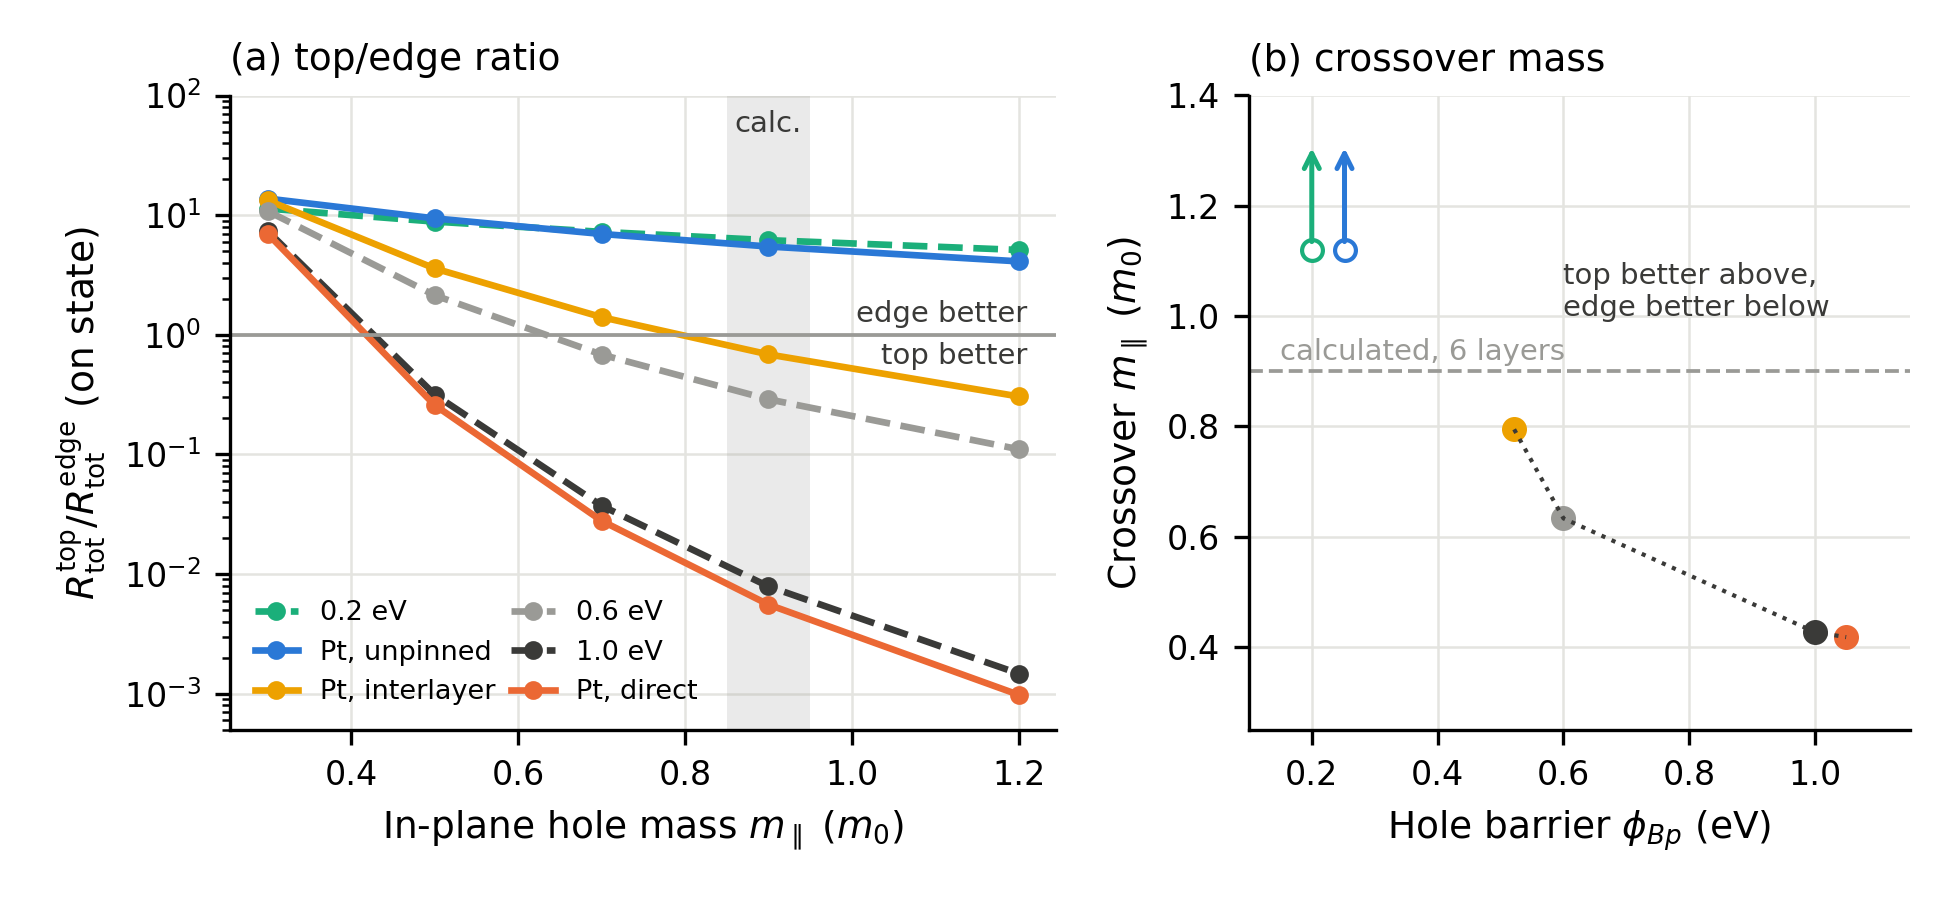 (a) top/edge ratio
10²
10¹
10⁰
10⁻¹
10⁻²
10⁻³
R_tot^top/R_tot^edge (on state)
calc.
edge better
top better
0.2 eV
Pt, unpinned
Pt, interlayer
0.6 eV
1.0 eV
Pt, direct
0.4 0.6 0.8 1.0 1.2
In-plane hole mass m_∥ (m₀)
(b) crossover mass
1.4
1.2
1.0
0.8
0.6
0.4
Crossover m_∥ (m₀)
top better above,
edge better below
calculated, 6 layers
0.2 0.4 0.6 0.8 1.0
Hole barrier ϕ_Bp (eV)